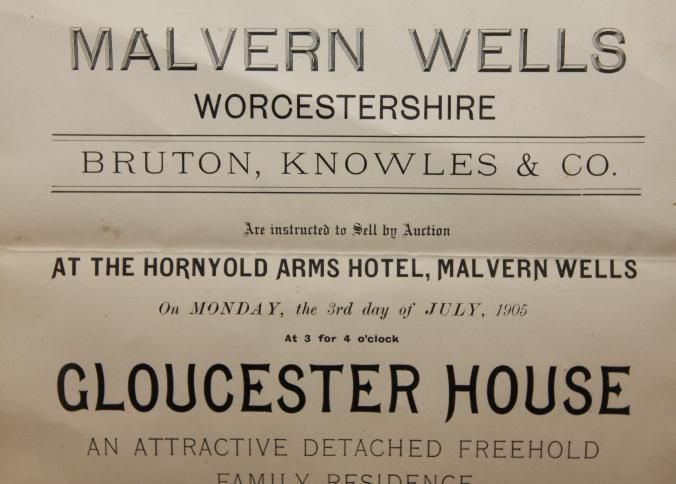 MALVERN WELLS
WORCESTERSHIRE
BRUTON, KNOWLES & CO.
Are instructed to Sell by Auction
AT THE HORNYOLD ARMS HOTEL, MALVERN WELLS
On MONDAY, the 3rd day of JULY, 1905
At 3 for 4 o'clock
GLOUCESTER HOUSE
AN ATTRACTIVE DETACHED FREEHOLD
FAMILY RESIDENCE